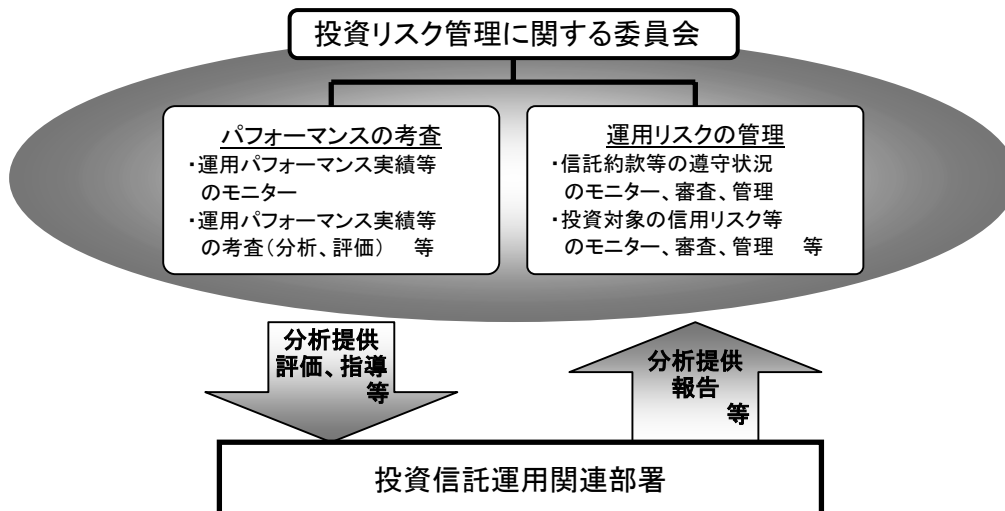 投資リスク管理に関する委員会
パフォーマンスの考査
・運用パフォーマンス実績等
のモニター
・運用パフォーマンス実績等
の考査(分析、評価)　等
運用リスクの管理
・信託約款等の遵守状況
のモニター、審査、管理
・投資対象の信用リスク等
のモニター、審査、管理　等
分析提供
評価、指導
等
分析提供
報告
等
投資信託運用関連部署